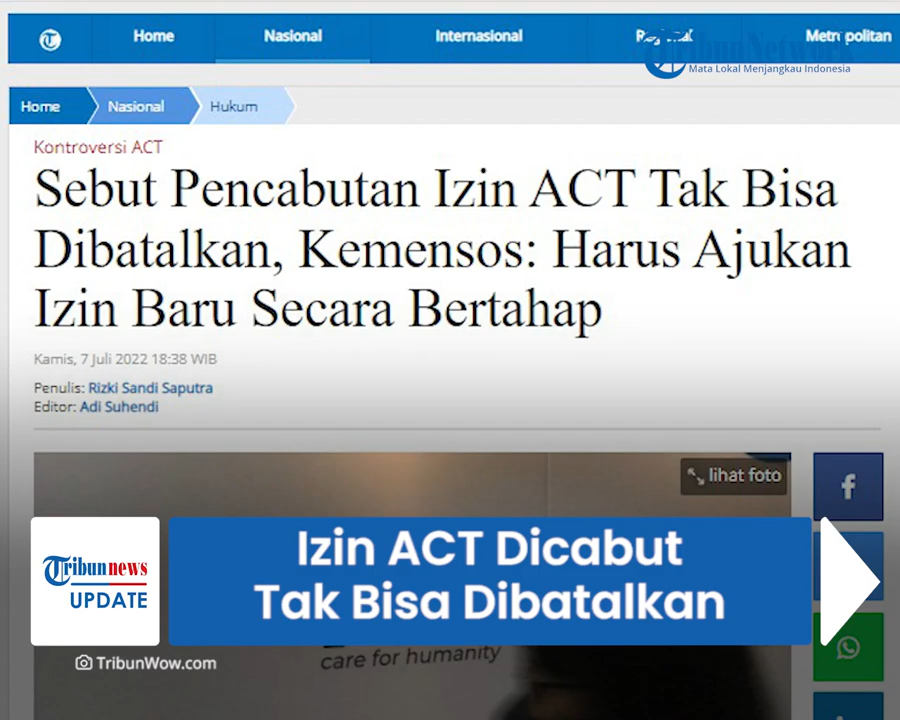 Home
Nasional
Internasional
Metropolitan
TribunNetwork
Mata Lokal Menjangkau Indonesia
Home
Nasional
Hukum
Kontroversi ACT
Sebut Pencabutan Izin ACT Tak Bisa
Dibatalkan, Kemensos: Harus Ajukan
Izin Baru Secara Bertahap
Kamis, 7 Juli 2022 18:38 WIB
Penulis: Rizki Sandi Saputra
Editor: Adi Suhendi
lihat foto
Tribunnews
UPDATE
Izin ACT Dicabut
Tak Bisa Dibatalkan
TribunWow.com
care for humanity